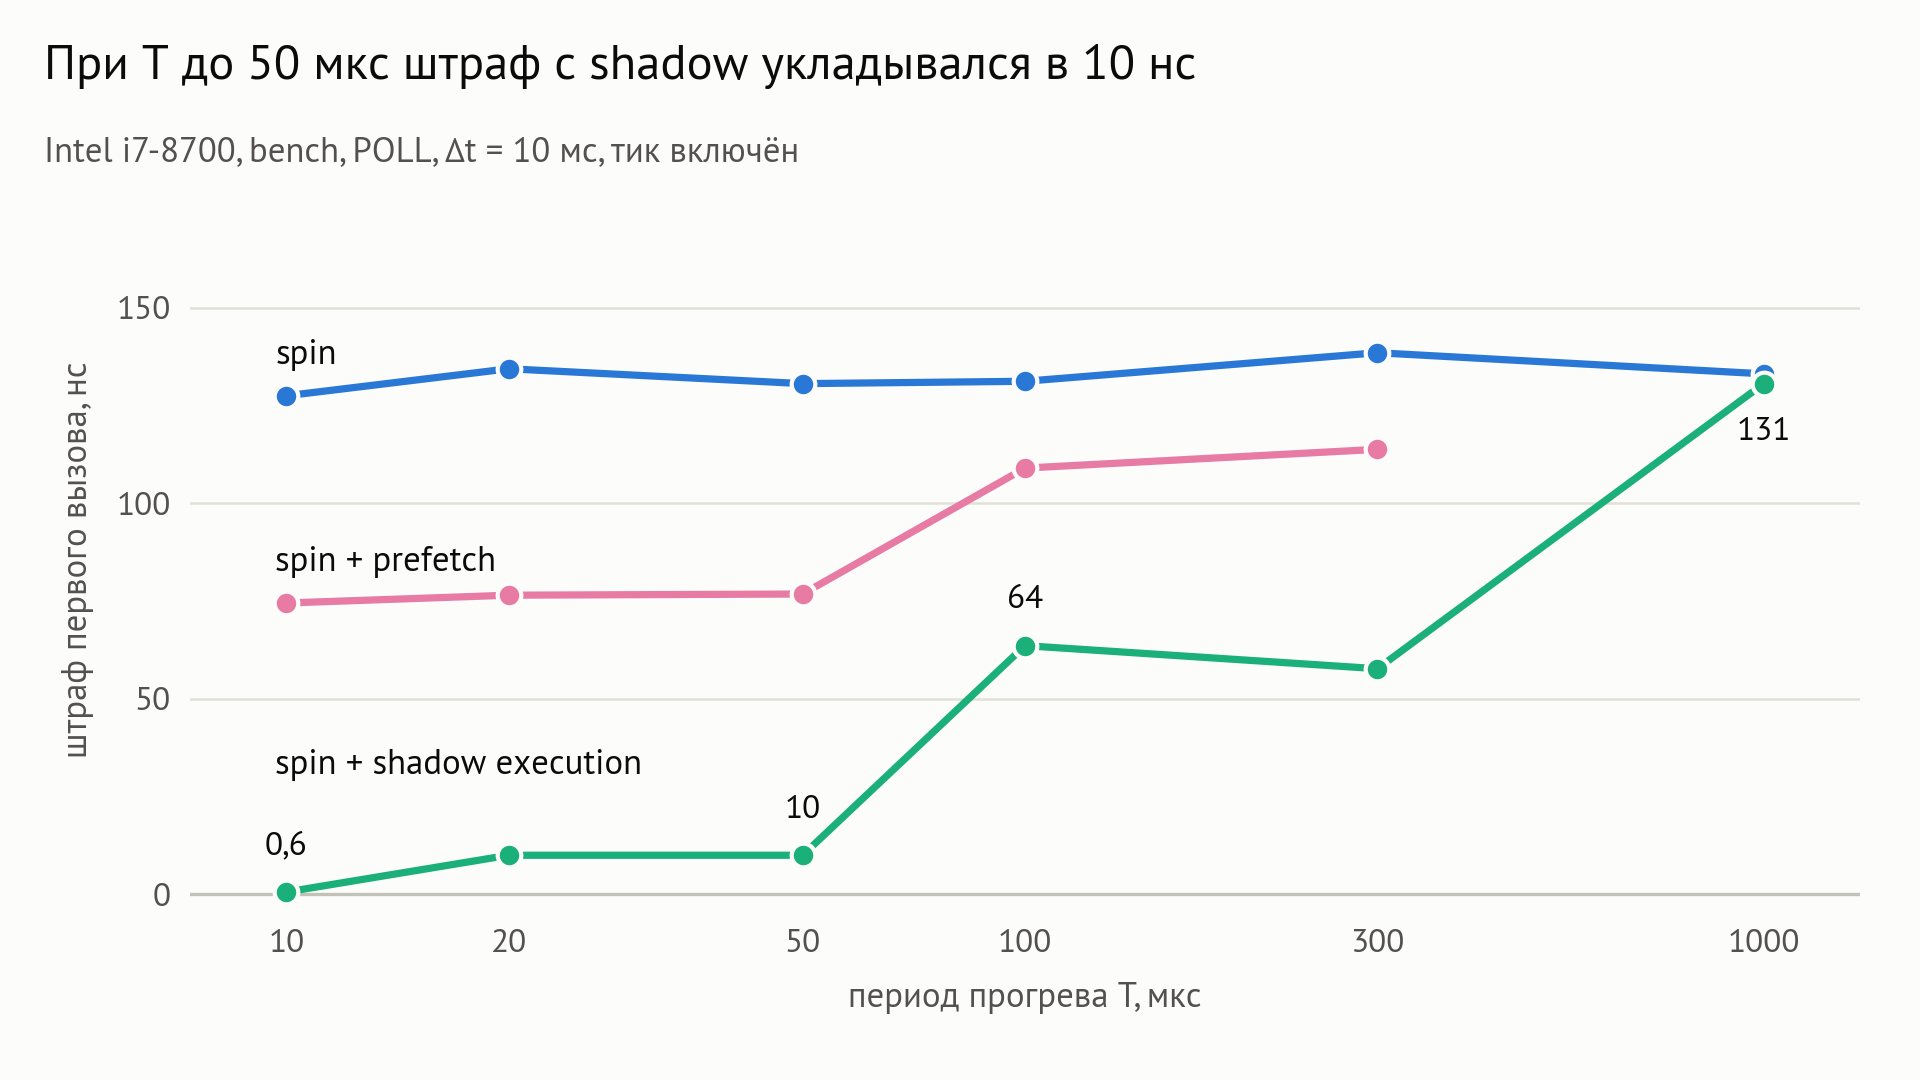 При T до 50 мкс штраф с shadow укладывался в 10 нс
Intel i7-8700, bench, POLL, Δt = 10 мс, тик включён
штраф первого вызова, нс
150
100
50
0
spin
spin + prefetch
spin + shadow execution
0,6
10
64
131
10
20
50
100
300
1000
период прогрева T, мкс